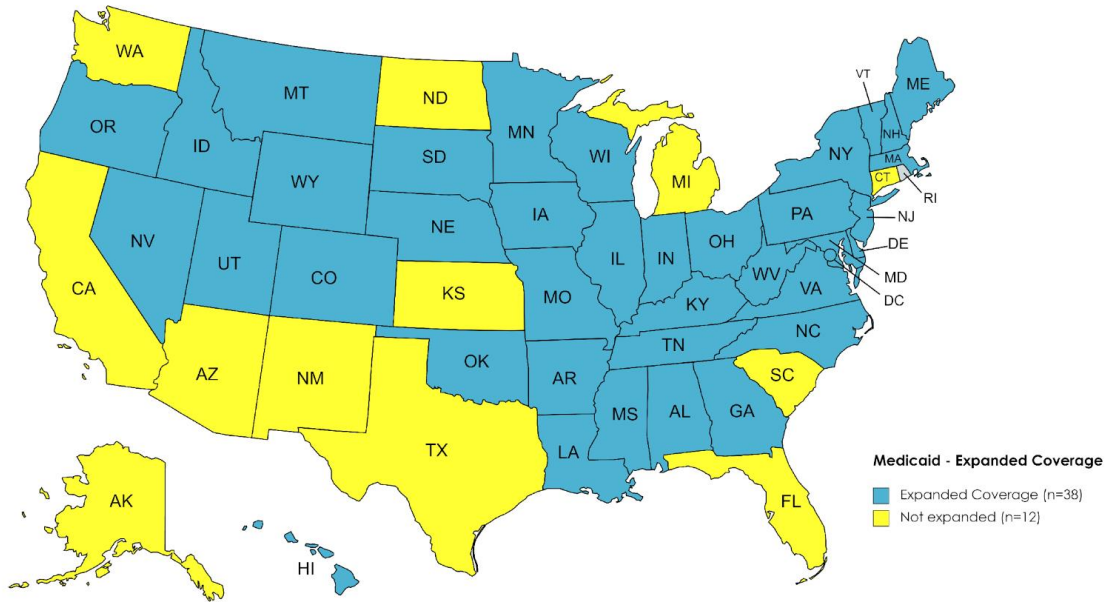 WA
MT
ND
MN
VT
ME
OR
ID
SD
WI
NY
NH
MA
WY
MI
CT
RI
IA
NE
PA
NJ
NV
UT
CO
IL
IN
OH
DE
CA
KS
MO
WV
MD
VA
DC
KY
NC
AZ
NM
OK
AR
TN
SC
MS
AL
GA
TX
LA
Medicaid - Expanded Coverage
AK
Expanded Coverage (n=38)
FL
Not expanded (n=12)
HI